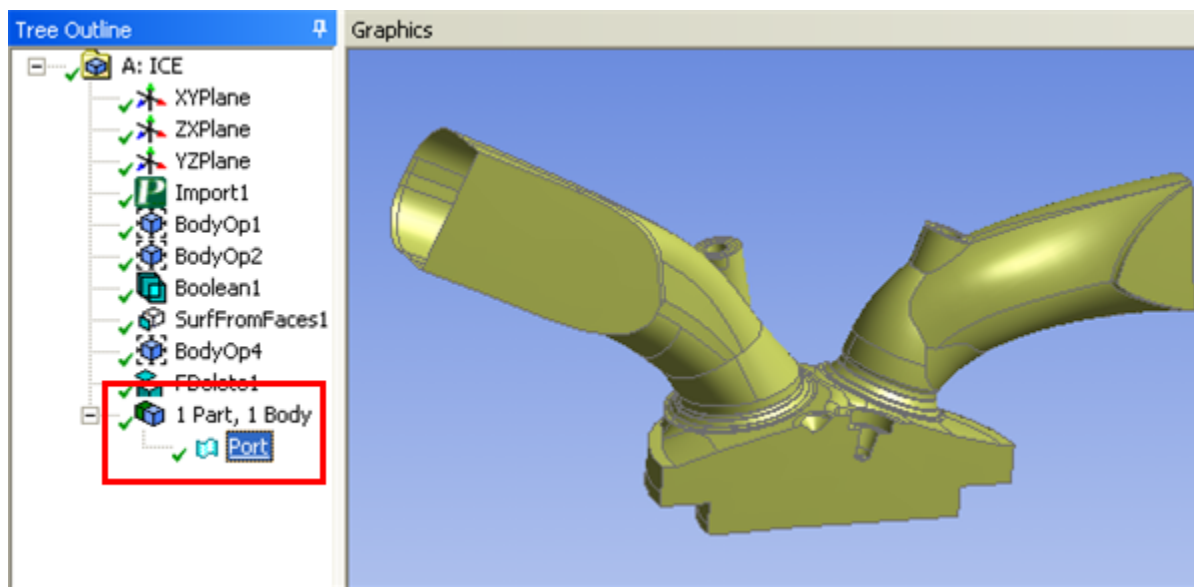 Tree Outline
Graphics
A: ICE
XYPlane
ZXPlane
YZPlane
Import1
BodyOp1
BodyOp2
Boolean1
SurfFromFaces1
BodyOp4
FDelete1
1 Part, 1 Body
Port